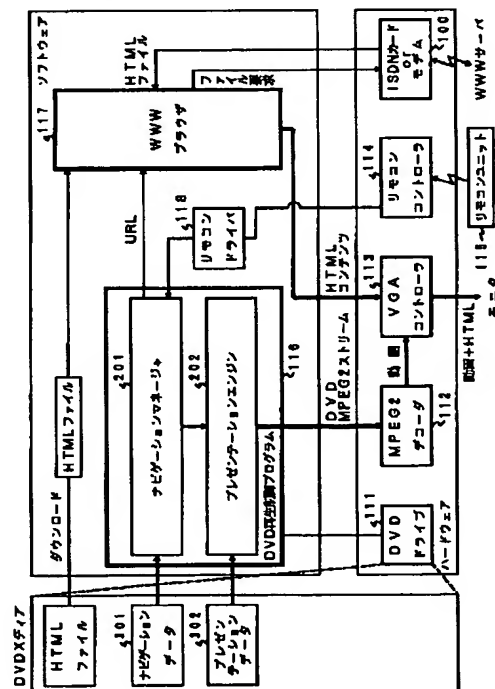 DVDメディア
HTML
ファイル
301
ナビゲーション
データ
302
プレゼン
テーション
データ
ダウンロード
HTMLファイル
117
ソフトウェア
WWW
ブラウザ
HTML
ファイル
ファイル要求
URL
201
ナビゲーションマネージャ
202
プレゼンテーションエンジン
116
DVD再生制御プログラム
118
リモコン
ドライバ
DVD
MPEG2ストリーム
HTML
コンテンツ
111
DVD
ドライブ
ハードウェア
MPEG2
デコーダ
112
動画
113
VGA
コントローラ
114
リモコン
コントローラ
100
ISDNカード
or
モデム
動画+HTML
モニタ
115
リモコンユニット
WWWサーバ